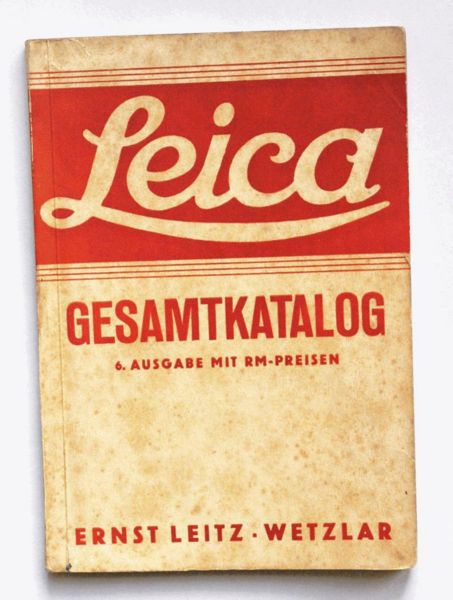 Leica
GESAMTKATALOG
6. AUSGABE MIT RM-PREISEN
ERNST LEITZ · WETZLAR